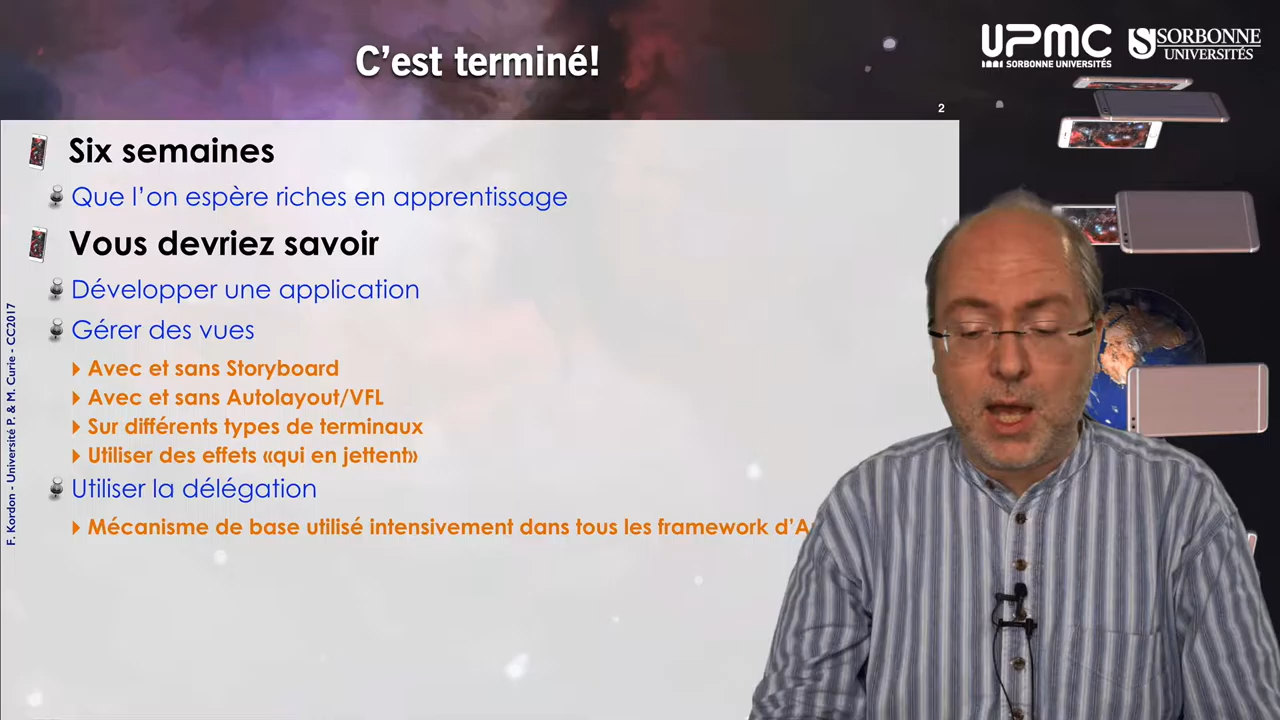 C'est terminé!
UPMC
SORBONNE UNIVERSITÉS
SORBONNE
UNIVERSITÉS
2
Six semaines
Que l'on espère riches en apprentissage
Vous devriez savoir
Développer une application
Gérer des vues
Avec et sans Storyboard
Avec et sans Autolayout/VFL
Sur différents types de terminaux
Utiliser des effets «qui en jettent»
Utiliser la délégation
Mécanisme de base utilisé intensivement dans tous les framework
F. Kordon - Université P. & M. Curie - CC2017